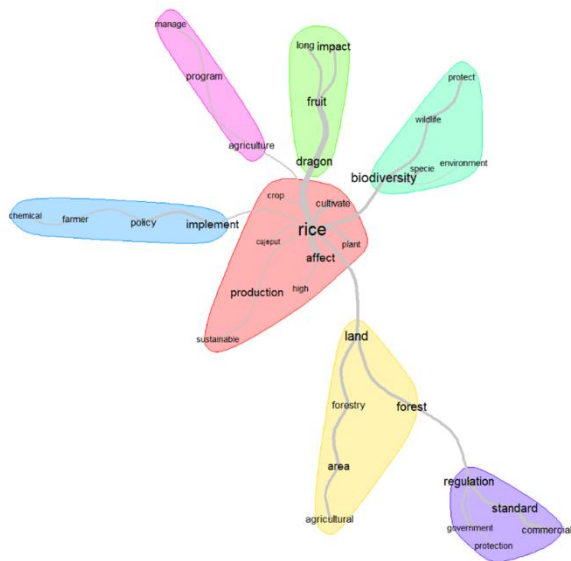 manage
program
agriculture
long
impact
fruit
dragon
protect
wildlife
specie
environment
biodiversity
chemical
farmer
policy
implement
crop
cultivate
rice
cajeput
plant
affect
production
high
sustainable
land
forestry
forest
area
agricultural
regulation
standard
government
commercial
protection